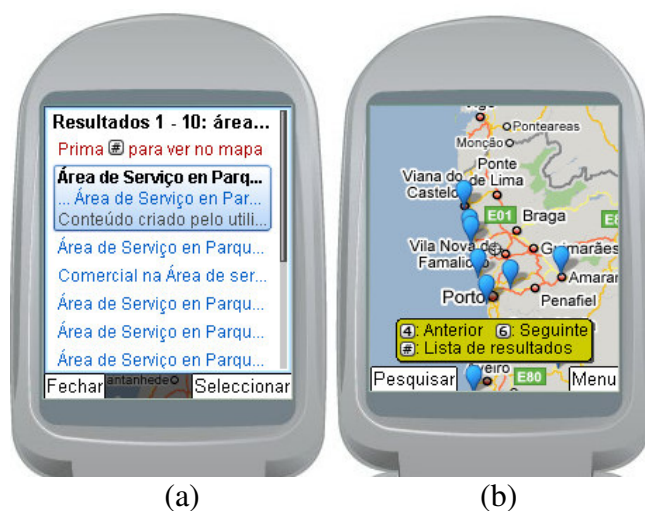 Resultados 1 - 10: área...
Prima # para ver no mapa
Área de Serviço en Parq...
... Área de Serviço en Par...
Conteúdo criado pelo utili...
Área de Serviço en Parqu...
Comercial na Área de ser...
Área de Serviço en Parqu...
Área de Serviço en Parqu...
Área de Serviço en Parqu...
Fechar
antanhede
Seleccionar
(a)
Ponteareas
Monção
Ponte
de Lima
Viana do
Castelo
E01
Braga
Vila Nova de
Famalicão
Guimarães
Amarar
Porto
Penafiel
4: Anterior 6: Seguinte
#: Lista de resultados
Pesquisar
Aveiro
E80
Menu
(b)